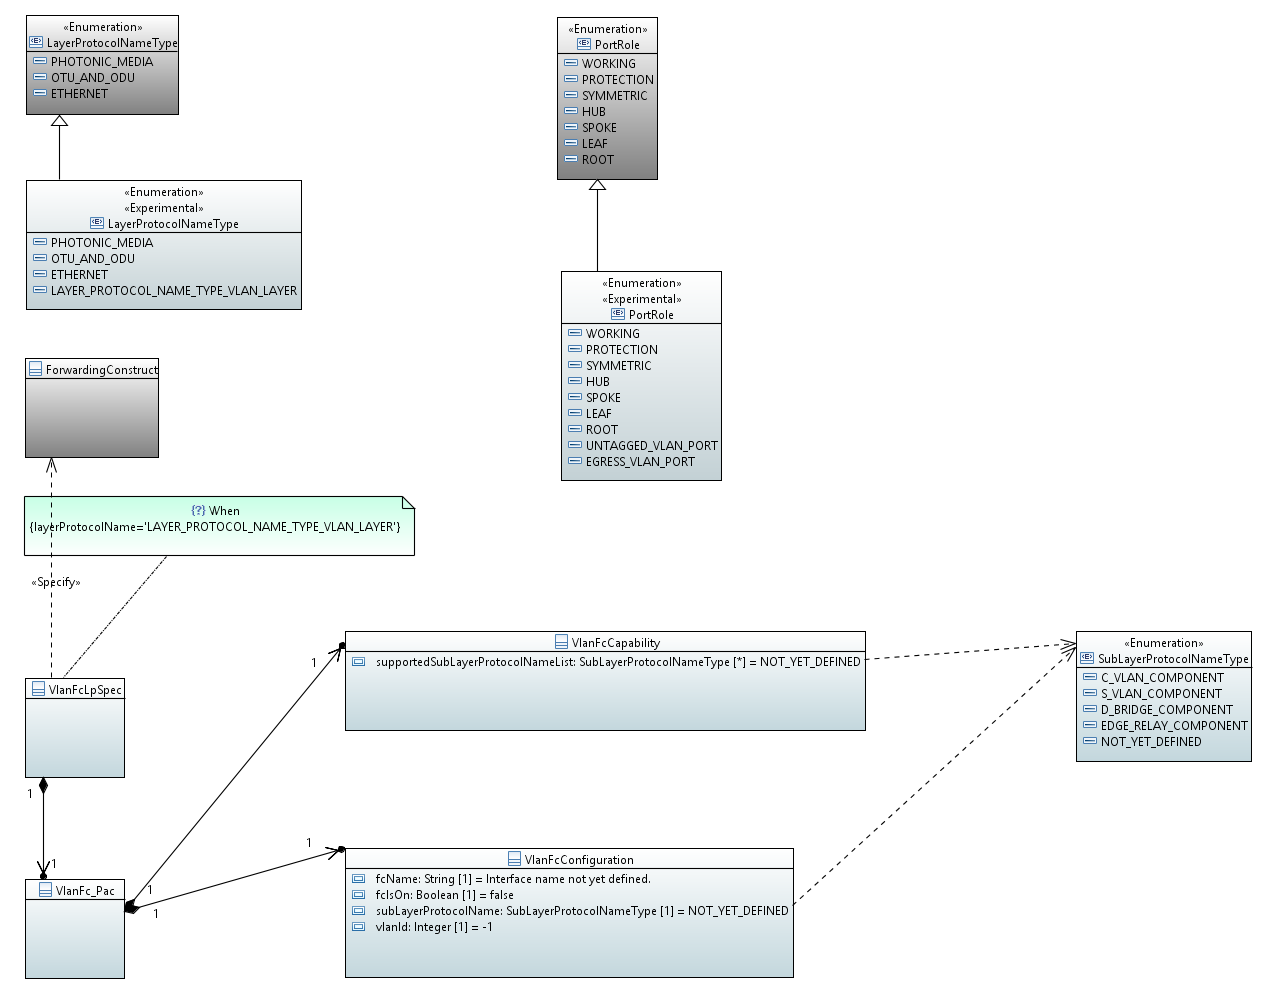 «Enumeration»
LayerProtocolNameType
PHOTONIC_MEDIA
OTU_AND_ODU
ETHERNET
«Enumeration»
PortRole
WORKING
PROTECTION
SYMMETRIC
HUB
SPOKE
LEAF
ROOT
«Enumeration»
«Experimental»
LayerProtocolNameType
PHOTONIC_MEDIA
OTU_AND_ODU
ETHERNET
LAYER_PROTOCOL_NAME_TYPE_VLAN_LAYER
«Enumeration»
«Experimental»
PortRole
WORKING
PROTECTION
SYMMETRIC
HUB
SPOKE
LEAF
ROOT
UNTAGGED_VLAN_PORT
EGRESS_VLAN_PORT
ForwardingConstruct
{?} When
{layerProtocolName='LAYER_PROTOCOL_NAME_TYPE_VLAN_LAYER'}
«Specify»
VlanFcLpSpec
1
1
VlanFc_Pac
1
1
1
1
VlanFcCapability
supportedSubLayerProtocolNameList: SubLayerProtocolNameType [*] = NOT_YET_DEFINED
VlanFcConfiguration
fcName: String [1] = Interface name not yet defined.
fcIsOn: Boolean [1] = false
subLayerProtocolName: SubLayerProtocolNameType [1] = NOT_YET_DEFINED
vlanId: Integer [1] = -1
«Enumeration»
SubLayerProtocolNameType
C_VLAN_COMPONENT
S_VLAN_COMPONENT
D_BRIDGE_COMPONENT
EDGE_RELAY_COMPONENT
NOT_YET_DEFINED